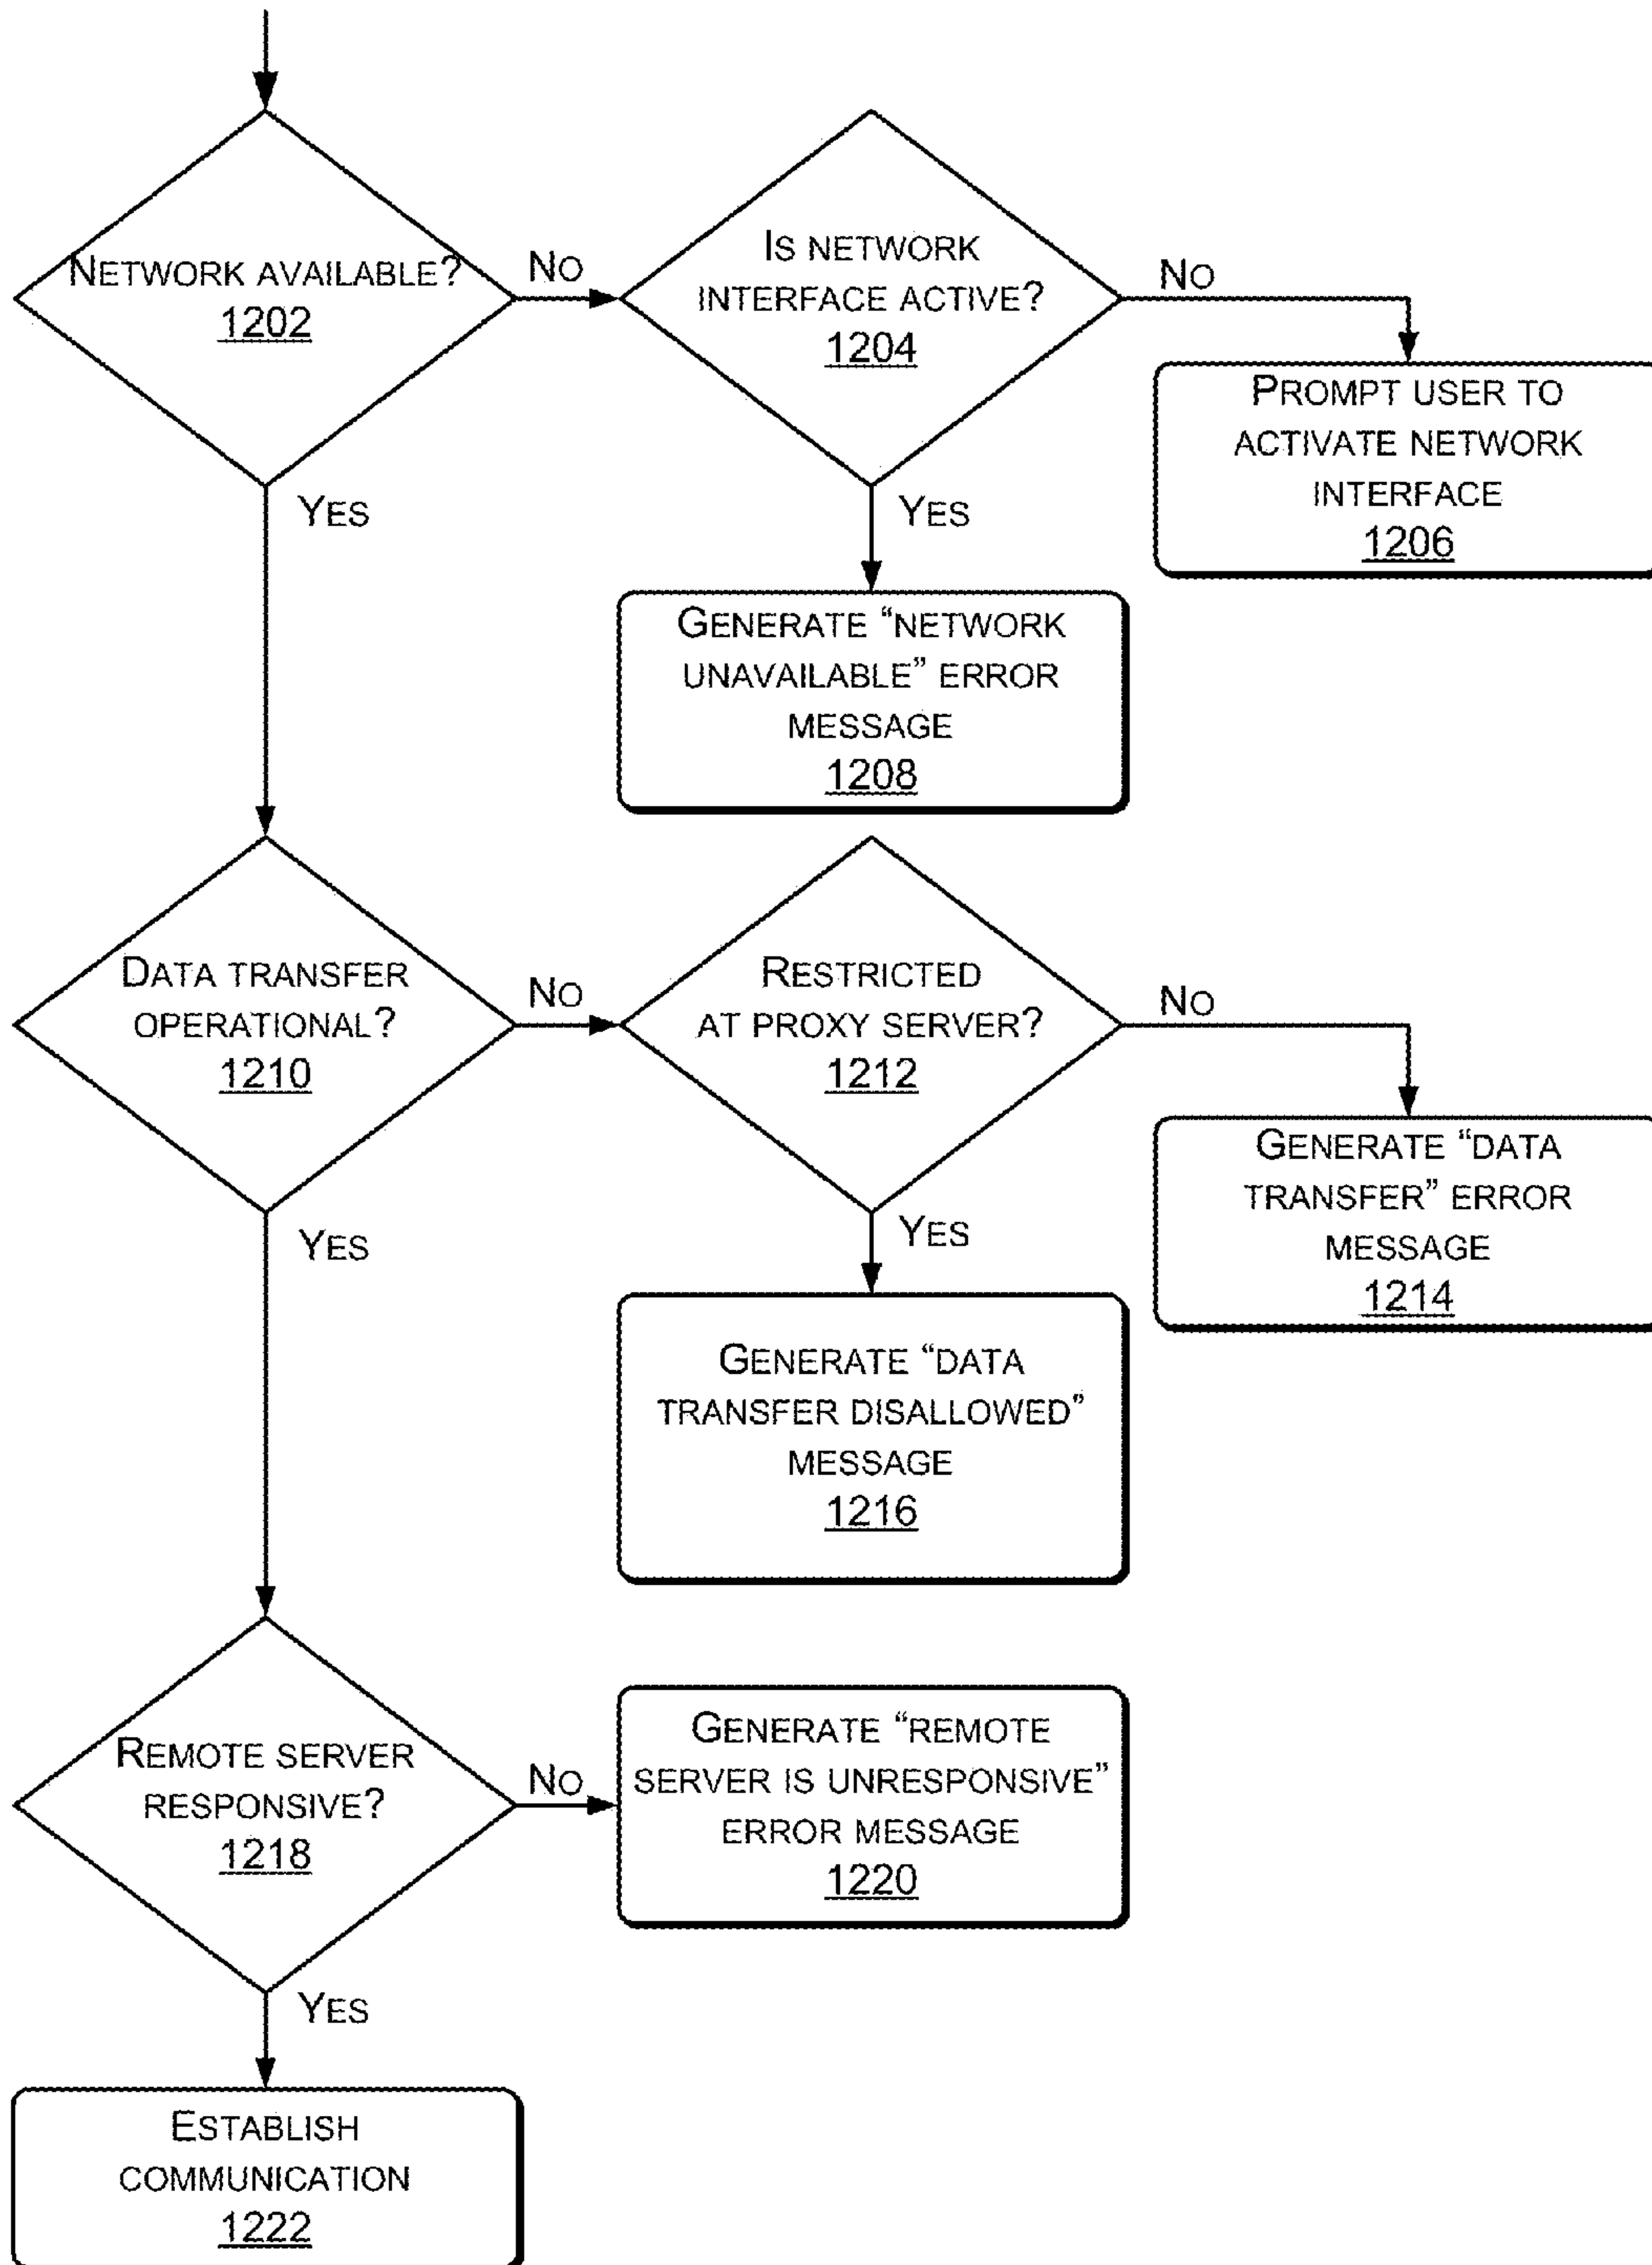 NETWORK AVAILABLE?
1202
NO
IS NETWORK
INTERFACE ACTIVE?
1204
NO
PROMPT USER TO
ACTIVATE NETWORK
INTERFACE
1206
YES
YES
GENERATE “NETWORK
UNAVAILABLE” ERROR
MESSAGE
1208
DATA TRANSFER
OPERATIONAL?
1210
NO
RESTRICTED
AT PROXY SERVER?
1212
NO
GENERATE “DATA
TRANSFER” ERROR
MESSAGE
1214
YES
YES
GENERATE “DATA
TRANSFER DISALLOWED”
MESSAGE
1216
REMOTE SERVER
RESPONSIVE?
1218
NO
GENERATE “REMOTE
SERVER IS UNRESPONSIVE”
ERROR MESSAGE
1220
YES
ESTABLISH
COMMUNICATION
1222